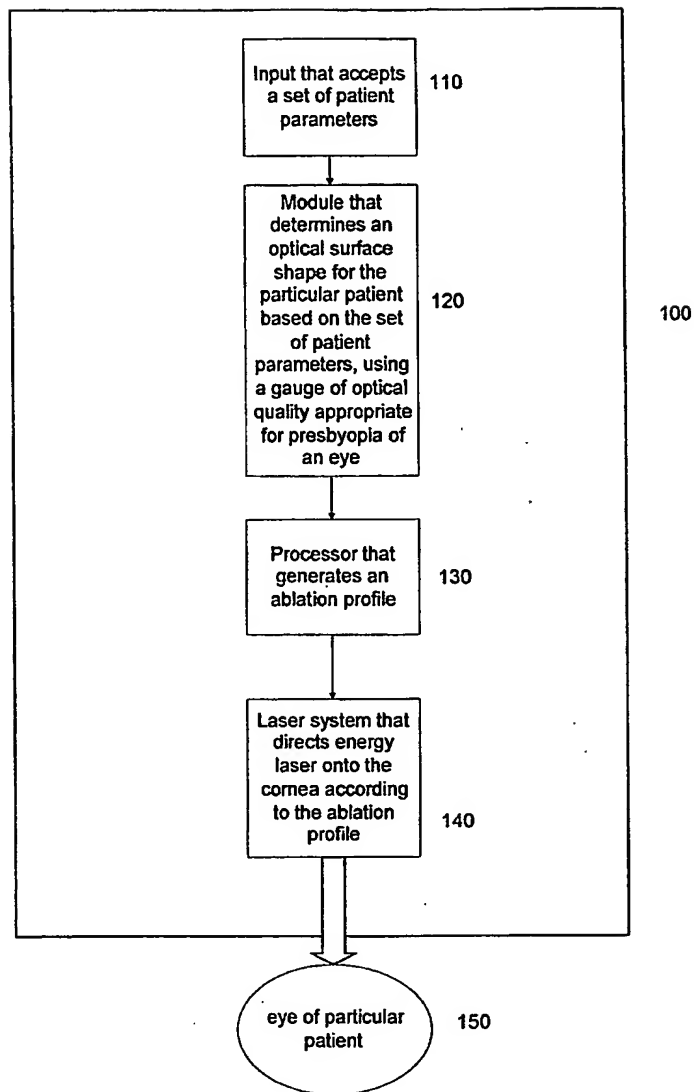 Input that accepts
a set of patient
parameters
110
Module that
determines an
optical surface
shape for the
particular patient
based on the set
of patient
parameters, using
a gauge of optical
quality appropriate
for presbyopia of
an eye
120
100
Processor that
generates an
ablation profile
130
Laser system that
directs energy
laser onto the
cornea according
to the ablation
profile
140
eye of particular
patient
150